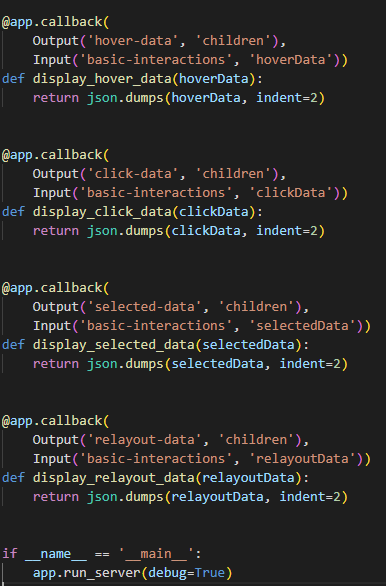 @app.callback(
    Output('hover-data', 'children'),
    Input('basic-interactions', 'hoverData'))
def display_hover_data(hoverData):
    return json.dumps(hoverData, indent=2)
@app.callback(
    Output('click-data', 'children'),
    Input('basic-interactions', 'clickData'))
def display_click_data(clickData):
    return json.dumps(clickData, indent=2)
@app.callback(
    Output('selected-data', 'children'),
    Input('basic-interactions', 'selectedData'))
def display_selected_data(selectedData):
    return json.dumps(selectedData, indent=2)
@app.callback(
    Output('relayout-data', 'children'),
    Input('basic-interactions', 'relayoutData'))
def display_relayout_data(relayoutData):
    return json.dumps(relayoutData, indent=2)
if __name__ == '__main__':
    app.run_server(debug=True)